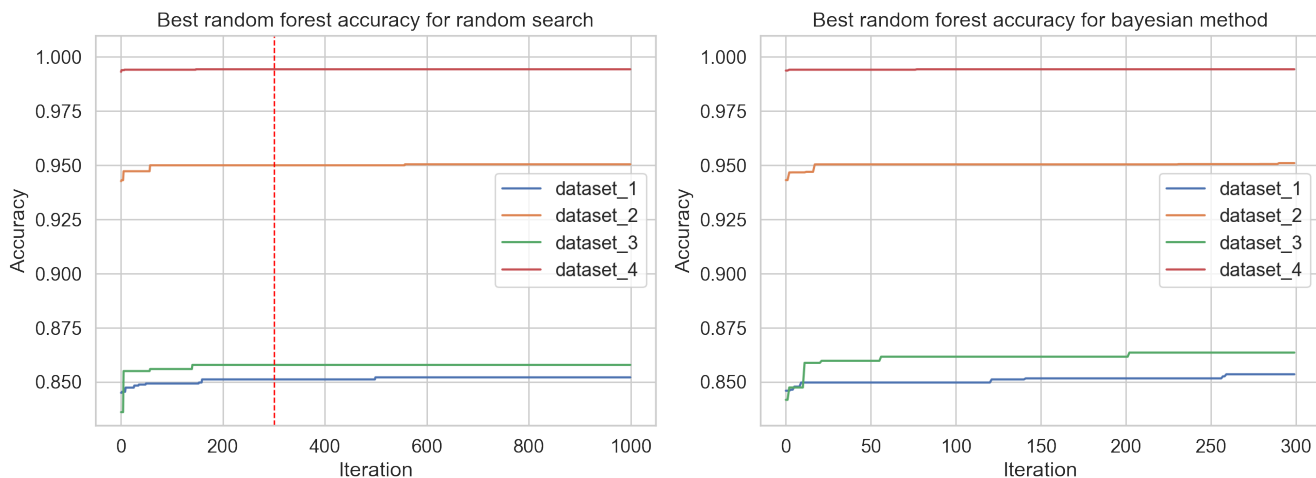 Best random forest accuracy for random search
Accuracy
1.000
0.975
0.950
0.925
0.900
0.875
0.850
dataset_1
dataset_2
dataset_3
dataset_4
0 200 400 600 800 1000
Iteration
Best random forest accuracy for bayesian method
Accuracy
1.000
0.975
0.950
0.925
0.900
0.875
0.850
dataset_1
dataset_2
dataset_3
dataset_4
0 50 100 150 200 250 300
Iteration